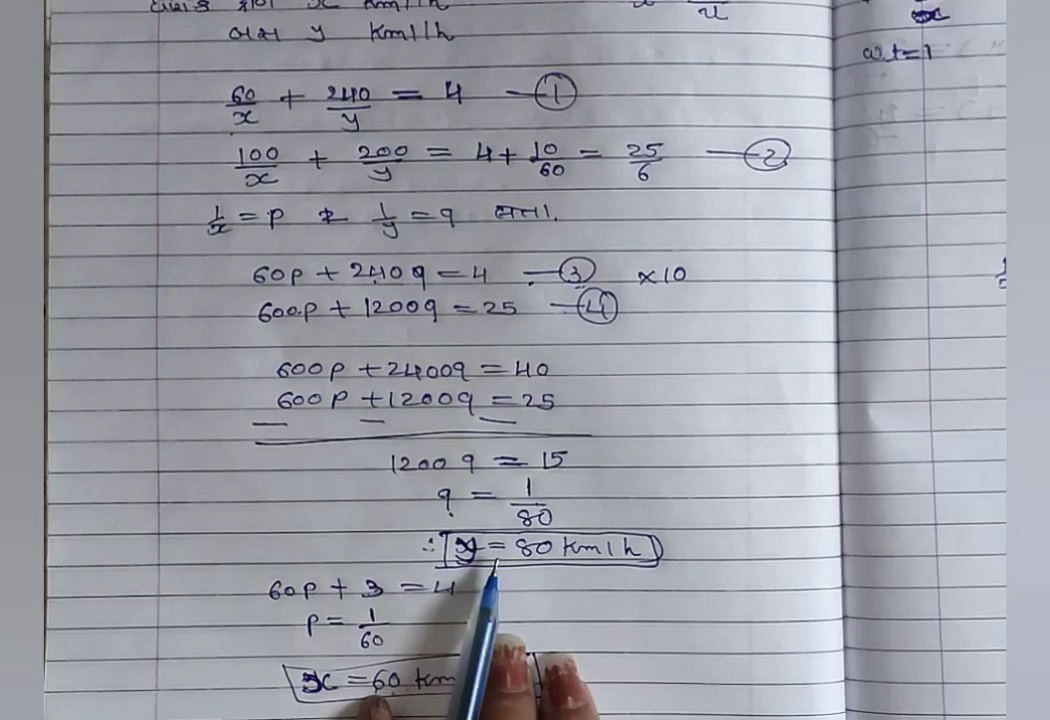 x km/h
બસ y km/h
60/x + 240/y = 4 — ①
100/x + 200/y = 4 + 10/60 = 25/6 — ②
1/x = p 1/y = q લેતાં.
60p + 240q = 4 — ③ ×10
600p + 1200q = 25 — ④
600p + 2400q = 40
600p + 1200q = 25
1200q = 15
q = 1/80
∴ y = 80 km/h
60p + 3 = 4
p = 1/60
x = 60 km
ω.t=1